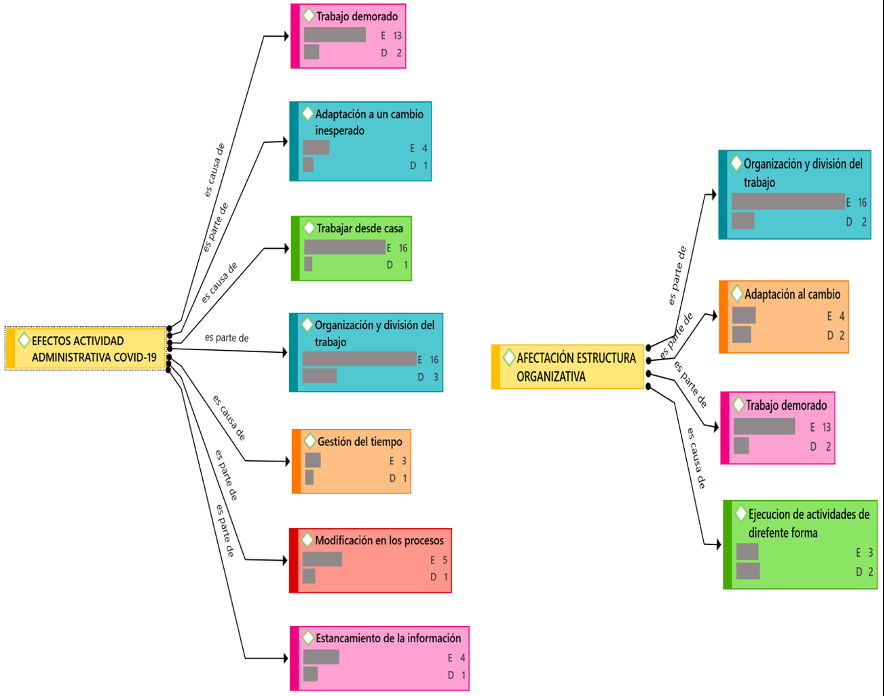 Trabajo demorado
E 13
D 2
es causa de
Adaptación a un cambio
inesperado
E 4
D 1
es parte de
Trabajar desde casa
E 16
D 1
es causa de
EFECTOS ACTIVIDAD
ADMINISTRATIVA COVID-19
es parte de
Organización y división del
trabajo
E 16
D 3
es causa de
Gestión del tiempo
E 3
D 1
es parte de
Modificación en los procesos
E 5
D 1
es parte de
Estancamiento de la información
E 4
D 1
AFECTACIÓN ESTRUCTURA
ORGANIZATIVA
es parte de
Organización y división del
trabajo
E 16
D 2
es parte de
Adaptación al cambio
E 4
D 2
es parte de
Trabajo demorado
E 13
D 2
es causa de
Ejecucion de actividades de
direfente forma
E 3
D 2